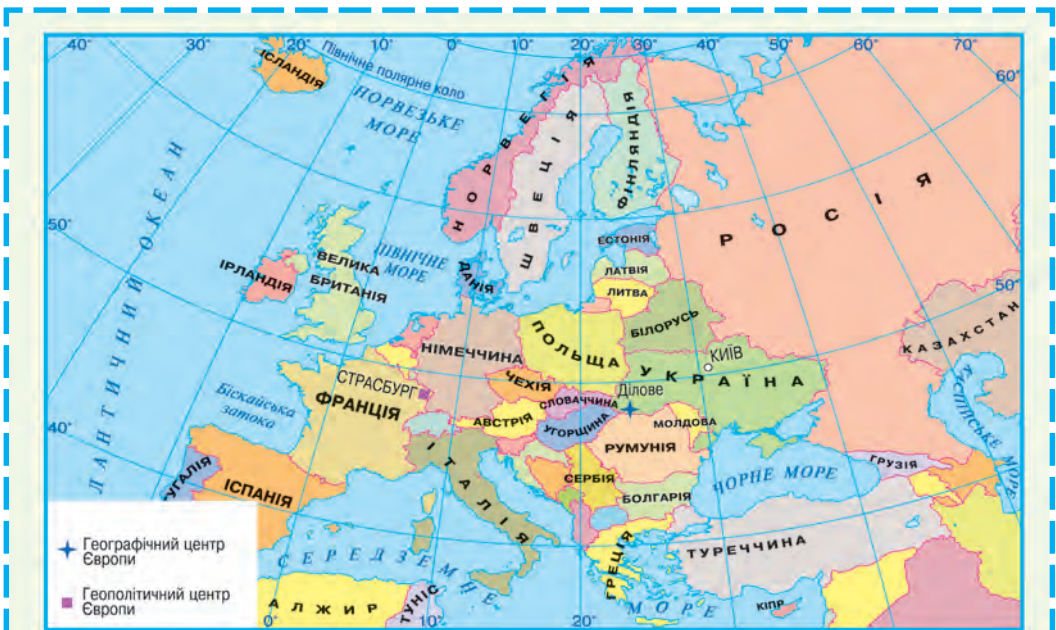 40°
30°
20°
10°
0°
10°
20°
30°
40°
50°
60°
70°
60°
ІСЛАНДІЯ
Північне полярне коло
НОРВЕЗЬКЕ
МОРЕ
НОРВЕГІЯ
ШВЕЦІЯ
ФІНЛЯНДІЯ
РОСІЯ
АТЛАНТИЧНИЙ ОКЕАН
50°
50°
ЕСТОНІЯ
ЛАТВІЯ
ЛИТВА
ПІВНІЧНЕ
МОРЕ
ДАНІЯ
ВЕЛИКА
БРИТАНІЯ
ІРЛАНДІЯ
БІЛОРУСЬ
КАЗАХСТАН
ПОЛЬЩА
НІМЕЧЧИНА
КИЇВ
УКРАЇНА
СТРАСБУРГ
ЧЕХІЯ
Ділове
СЛОВАЧЧИНА
ФРАНЦІЯ
Біскайська
затока
АВСТРІЯ
УГОРЩИНА
МОЛДОВА
РУМУНІЯ
КАСПІЙСЬКЕ МОРЕ
40°
ІТАЛІЯ
ГРУЗІЯ
УГАЛІЯ
ІСПАНІЯ
СЕРБІЯ
ЧОРНЕ МОРЕ
БОЛГАРІЯ
Географічний центр
Європи
СЕРЕДЗЕМНЕ
МОРЕ
ГРЕЦІЯ
ТУРЕЧЧИНА
Геополітичний центр
Європи
АЛЖИР
ТУНІС
КІПР
0°
10°
20°